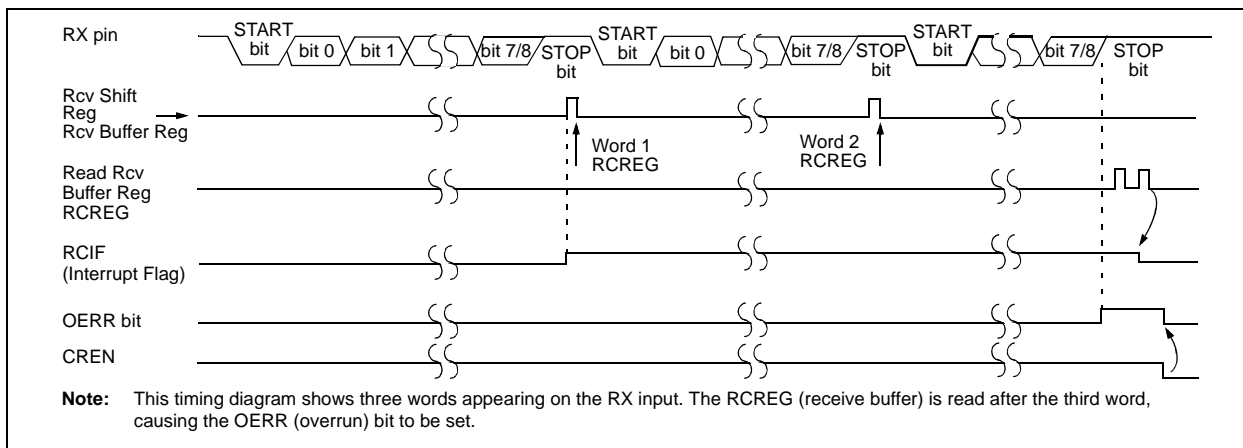 RX pin
START bit
bit 0
bit 1
bit 7/8
STOP bit
START bit
bit 0
bit 7/8
STOP bit
START bit
bit 7/8
STOP bit
Rcv Shift
Reg
Rcv Buffer Reg
Word 1
RCREG
Word 2
RCREG
Read Rcv
Buffer Reg
RCREG
RCIF
(Interrupt Flag)
OERR bit
CREN
Note: This timing diagram shows three words appearing on the RX input. The RCREG (receive buffer) is read after the third word,
causing the OERR (overrun) bit to be set.